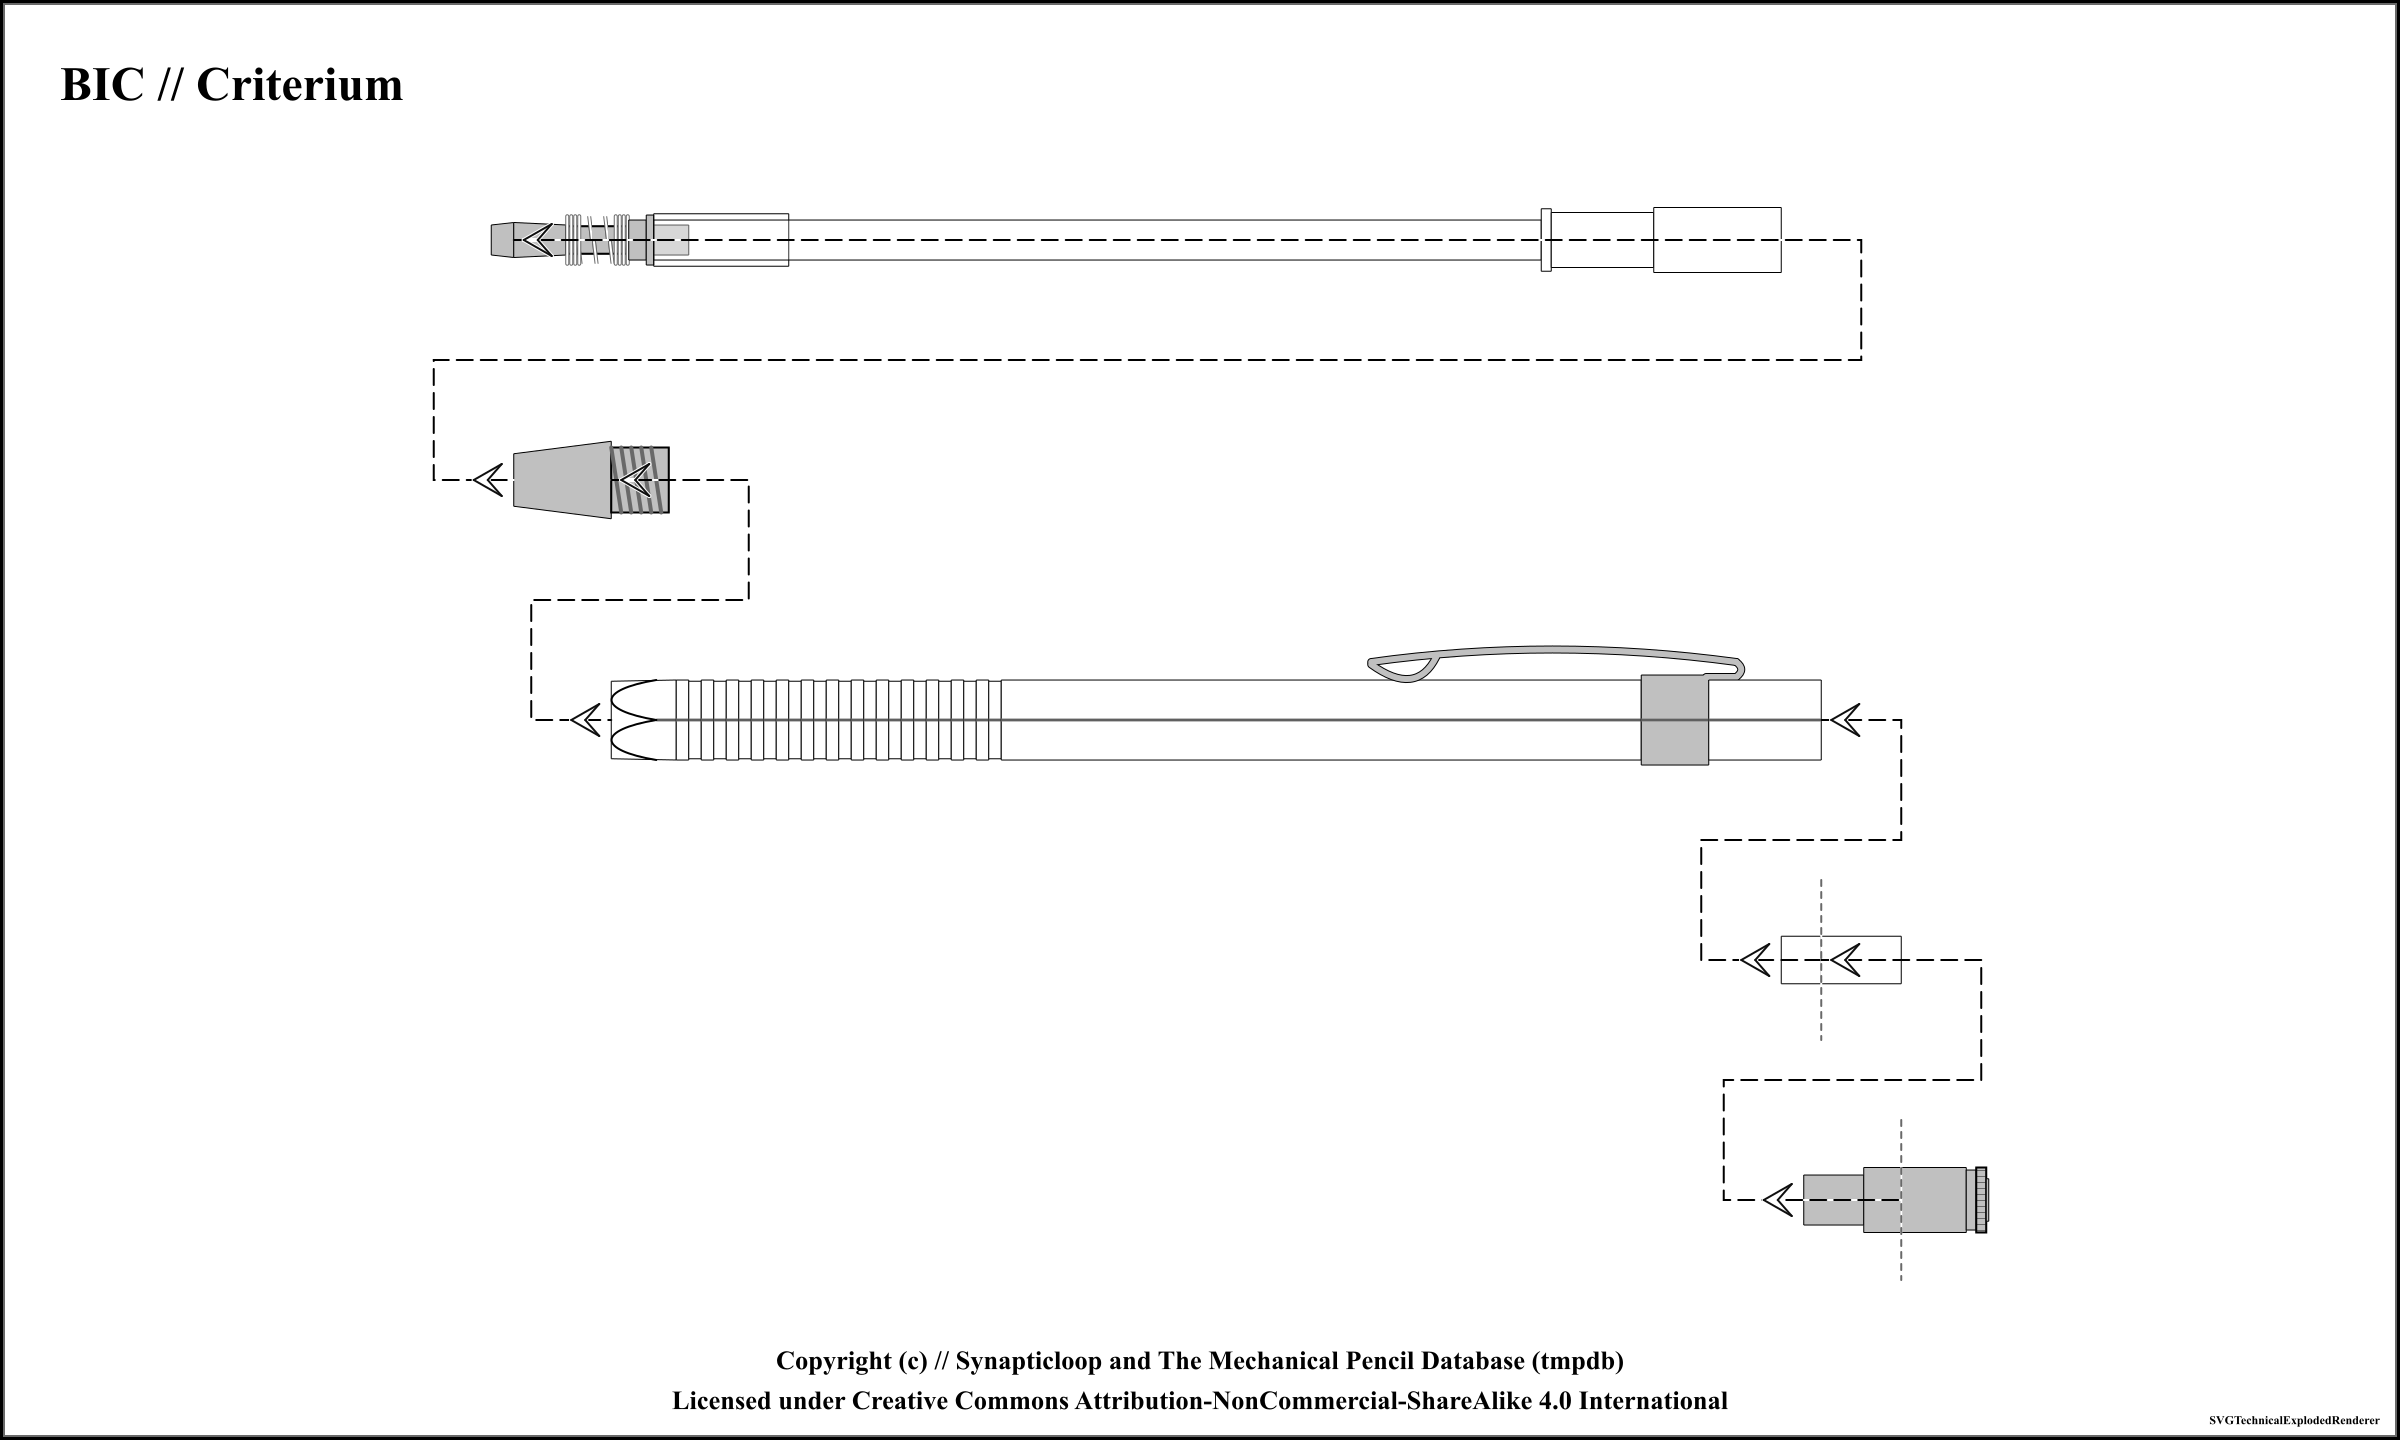 BIC // Criterium
Copyright (c) // Synapticloop and The Mechanical Pencil Database (tmpdb)
Licensed under Creative Commons Attribution-NonCommercial-ShareAlike 4.0 International
SVGTechnicalExplodedRenderer